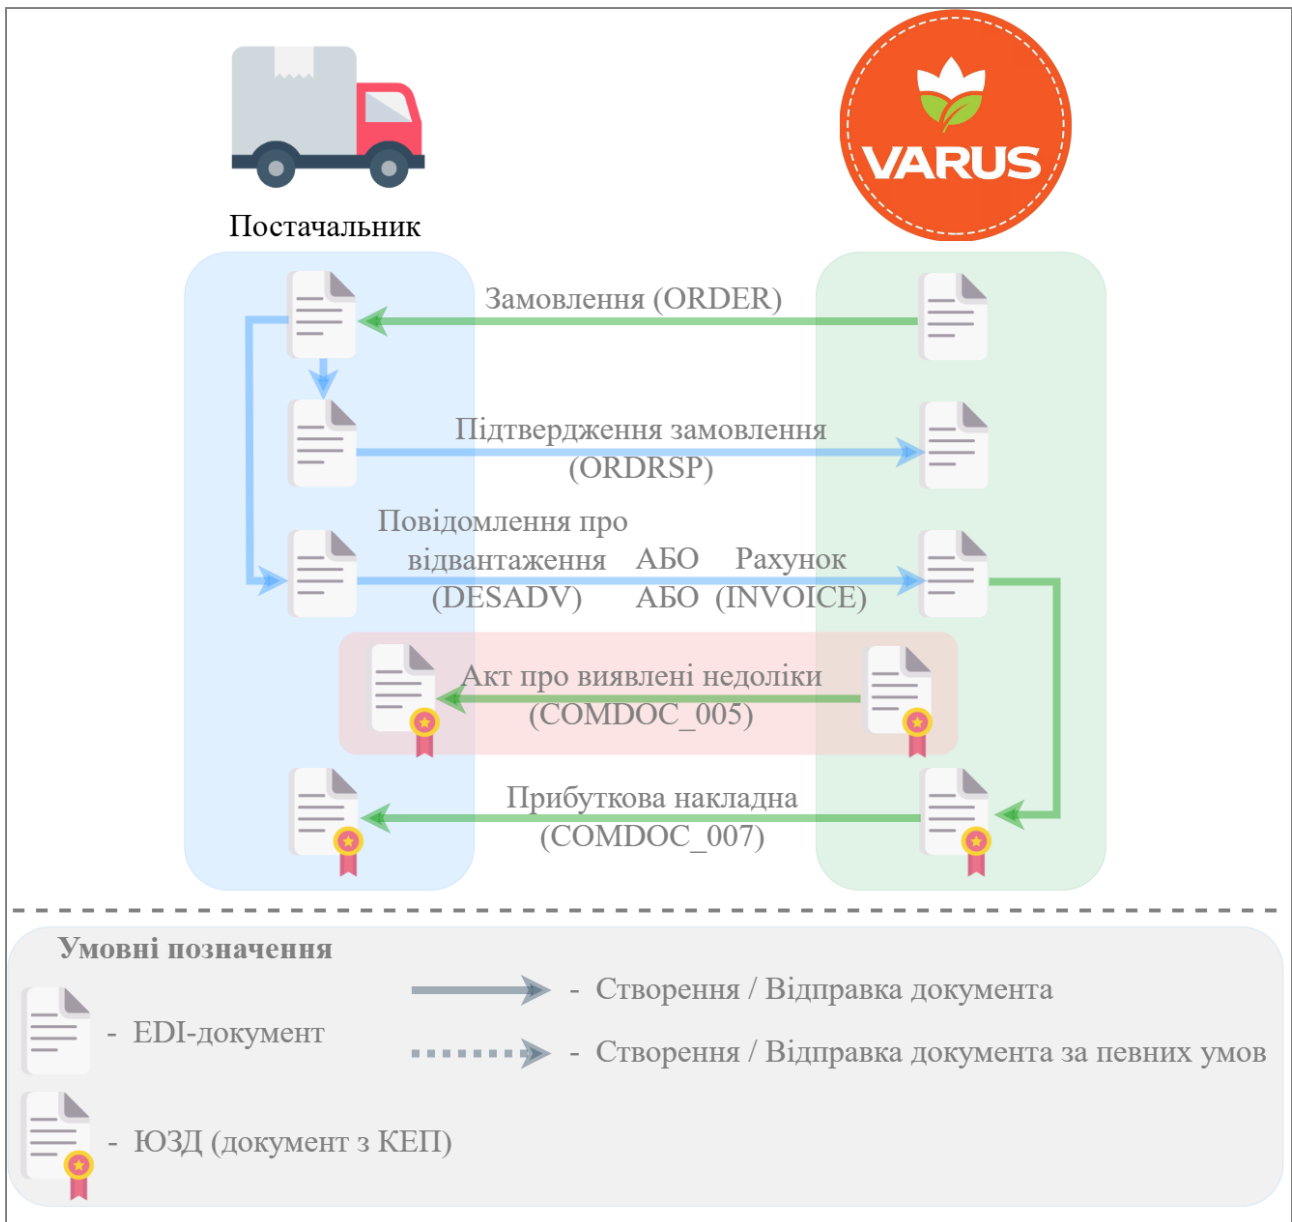 VARUS
Постачальник
Замовлення (ORDER)
Підтвердження замовлення
(ORDRSP)
Повідомлення про
відвантаження АБО Рахунок
(DESADV) АБО (INVOICE)
Акт про виявлені недоліки
(COMDOC_005)
Прибуткова накладна
(COMDOC_007)
Умовні позначення
- EDI-документ
- ЮЗД (документ з КЕП)
- Створення / Відправка документа
- Створення / Відправка документа за певних умов